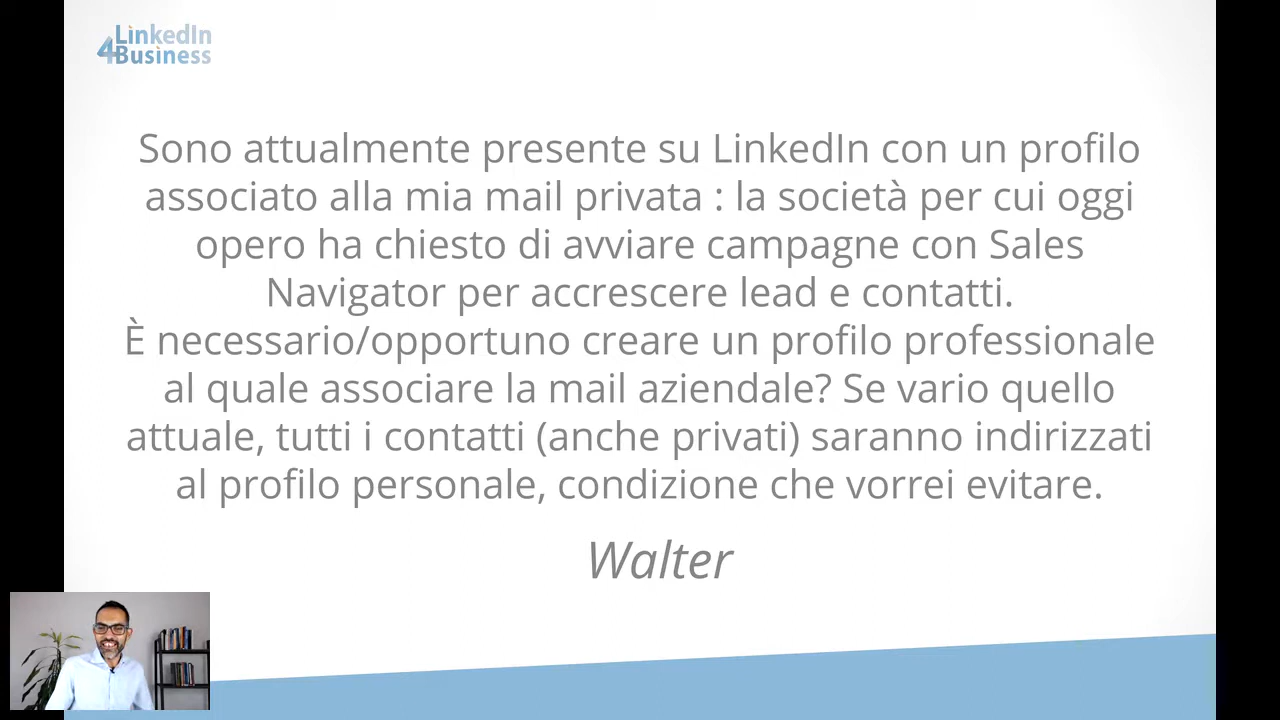 LinkedIn
4Business
Sono attualmente presente su LinkedIn con un profilo
associato alla mia mail privata : la società per cui oggi
opero ha chiesto di avviare campagne con Sales
Navigator per accrescere lead e contatti.
È necessario/opportuno creare un profilo professionale
al quale associare la mail aziendale? Se vario quello
attuale, tutti i contatti (anche privati) saranno indirizzati
al profilo personale, condizione che vorrei evitare.
Walter